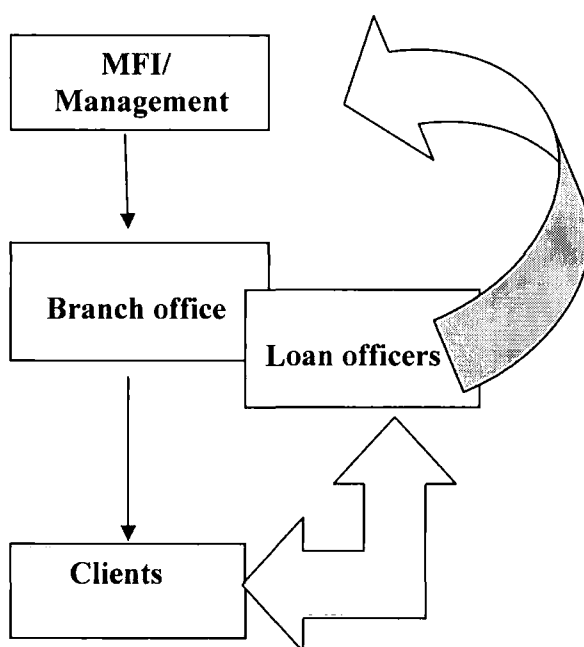 MFI/
Management
Branch office
Loan officers
Clients